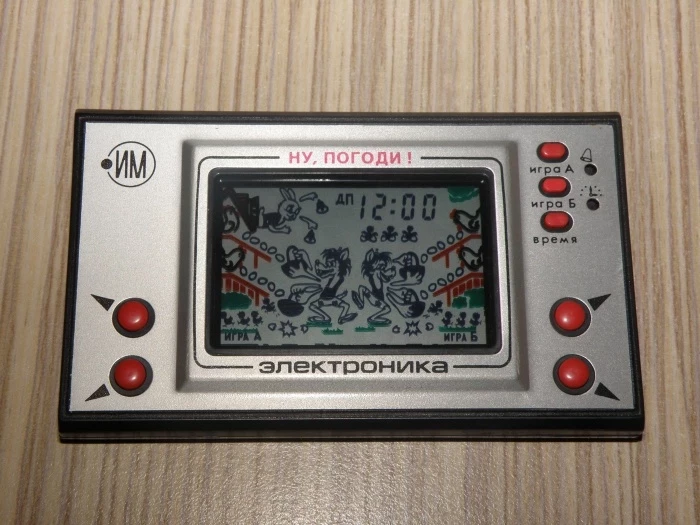 ИМ
НУ, ПОГОДИ !
ДП 12:00
игра А
игра Б
время
ИГРА А
ИГРА Б
электроника